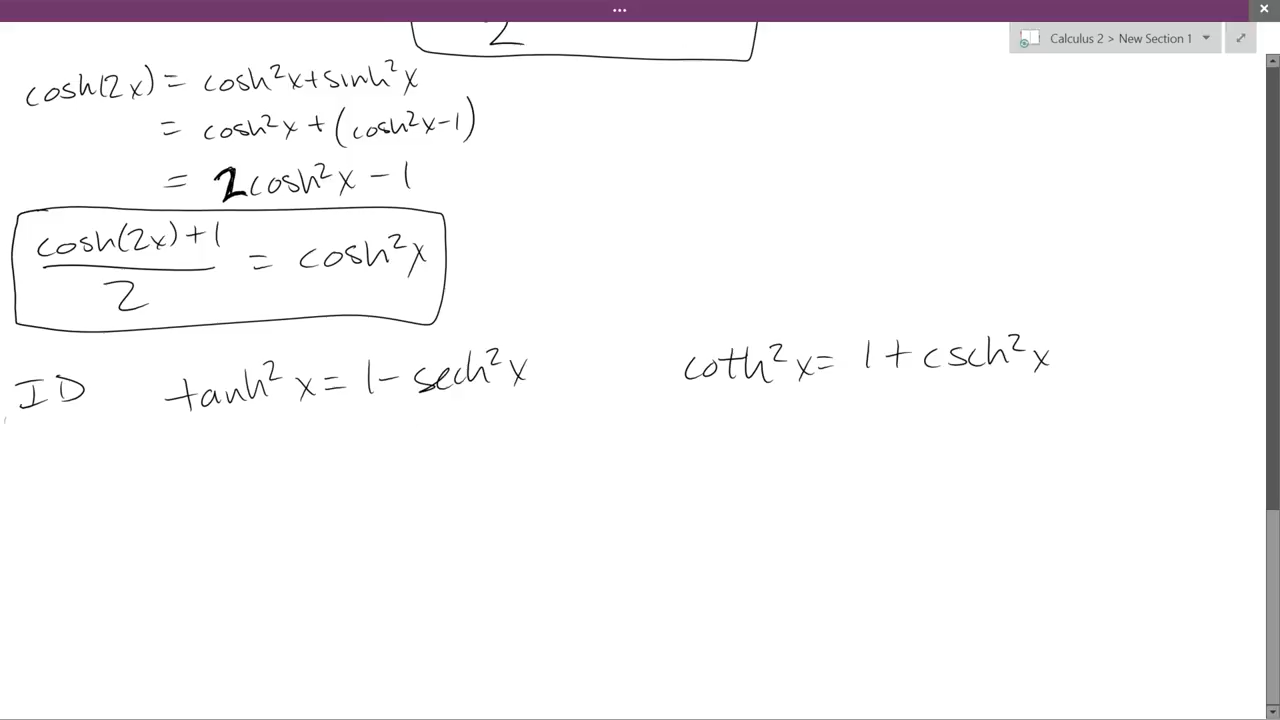 ...
Calculus 2 > New Section 1
2
cosh(2x) = cosh²x + sinh²x
= cosh²x + (cosh²x - 1)
= 2cosh²x - 1
cosh(2x) + 1
2
= cosh²x
ID tanh²x = 1 - sech²x coth²x = 1 + csch²x